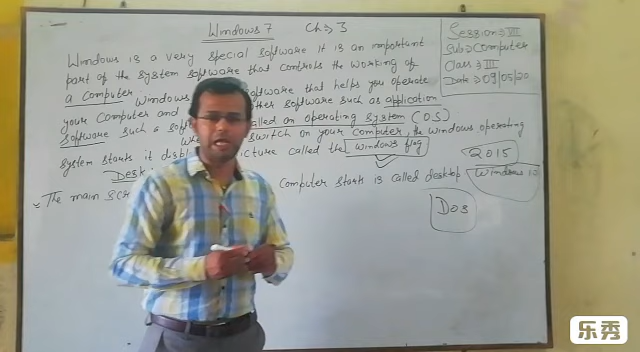 Windows 7 Ch⇒3
Session⇒III
Sub⇒Computer
Class⇒III
Date⇒09/05/20
Windows is a very special software it is an important
part of the system software that controls the working of
a computer. Windows software that helps you operate
your computer and other software such as application
software such a called an operating system (OS)
switch on your computer, the windows operating
system starts it icture called the windows flag
Desk
The main scr Computer starts is called desktop
2015
Windows 10
DOS
乐秀